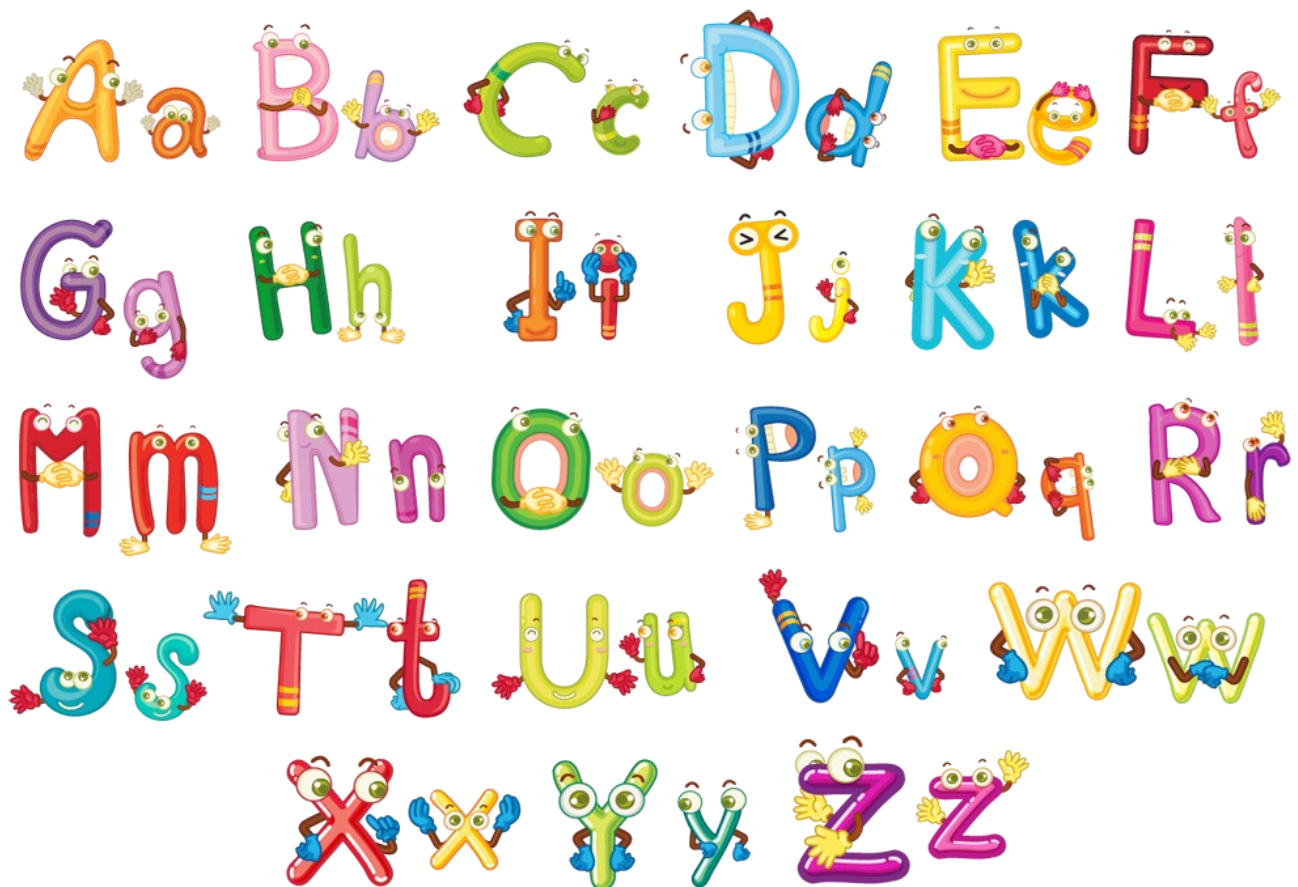 Aa Bb Cc Dd Ee Ff
Gg Hh Ii Jj Kk Ll
Mm Nn Oo Pp Qq Rr
Ss Tt Uu Vv Ww
Xx Yy Zz